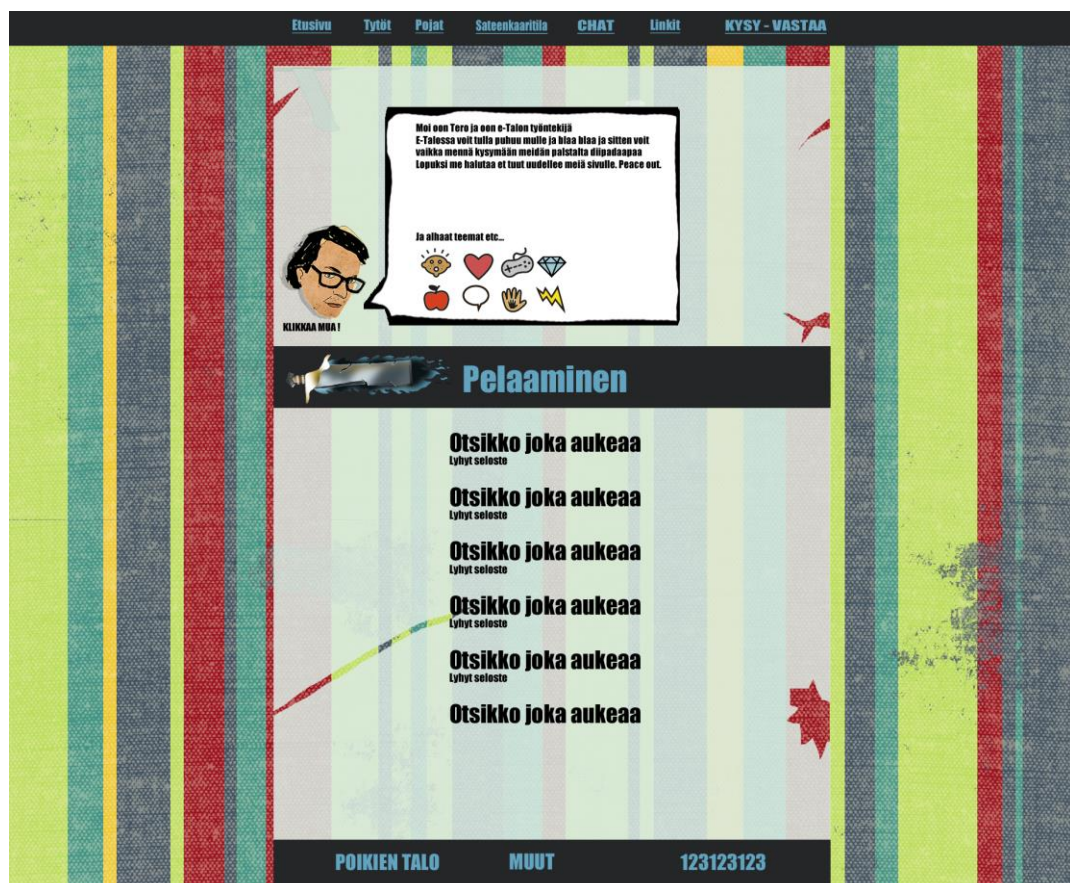 Etusivu Tytöt Pojat Sateenkaaritila CHAT Linkit KYSY - VASTAA
Moi oon Tero ja oon e-Talon työntekijä
E-Talossa voit tulla puhuu mulle ja blaa blaa ja sitten voit
vaikka mennä kysymään meidän palstalta diipadaapaa
Lopuksi me halutaa et tuut uudellee meiä sivulle. Peace out.
Ja alhaat teemat etc...
KLIKKAA MUA !
Pelaaminen
Otsikko joka aukeaa
Lyhyt seloste
Otsikko joka aukeaa
Lyhyt seloste
Otsikko joka aukeaa
Lyhyt seloste
Otsikko joka aukeaa
Lyhyt seloste
Otsikko joka aukeaa
Lyhyt seloste
Otsikko joka aukeaa
POIKIEN TALO MUUT 123123123